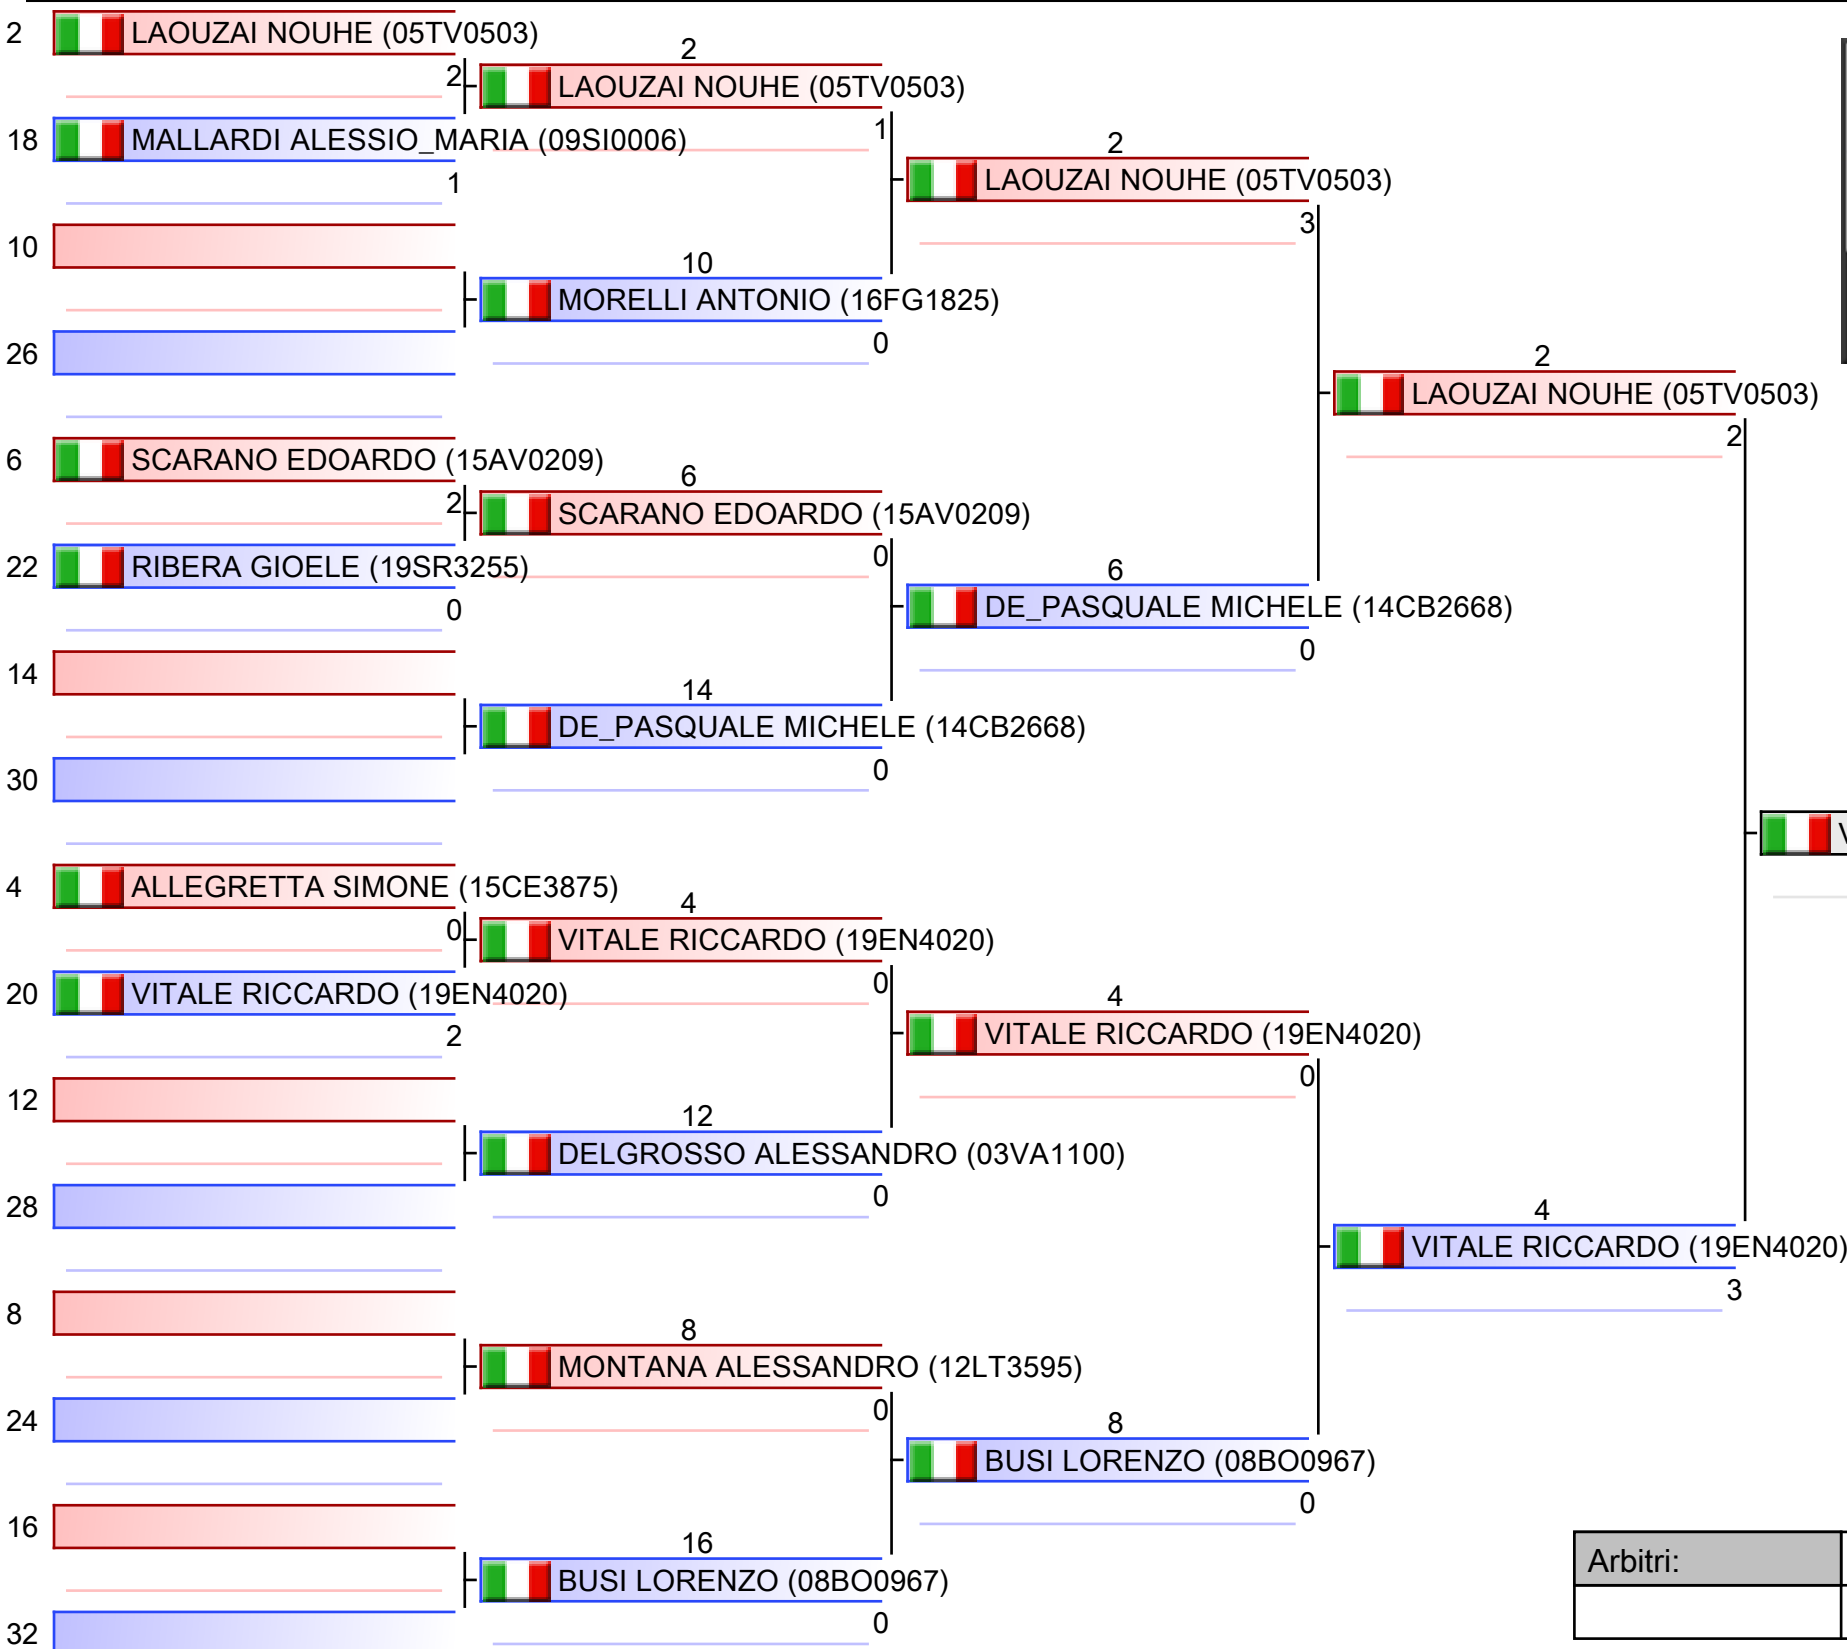 2 LAOUZAI NOUHE (05TV0503)
2
2 LAOUZAI NOUHE (05TV0503)
18 MALLARDI ALESSIO_MARIA (09SI0006)
1
1
2
LAOUZAI NOUHE (05TV0503)
3
10
10
MORELLI ANTONIO (16FG1825)
0
26
2
LAOUZAI NOUHE (05TV0503)
2
6 SCARANO EDOARDO (15AV0209)
6
2
SCARANO EDOARDO (15AV0209)
0
22 RIBERA GIOELE (19SR3255)
0
6
DE_PASQUALE MICHELE (14CB2668)
0
14
14
DE_PASQUALE MICHELE (14CB2668)
0
30
V
4 ALLEGRETTA SIMONE (15CE3875)
4
0
VITALE RICCARDO (19EN4020)
0
20 VITALE RICCARDO (19EN4020)
2
4
VITALE RICCARDO (19EN4020)
0
12
12
DELGROSSO ALESSANDRO (03VA1100)
0
28
4
VITALE RICCARDO (19EN4020)
3
8
8
MONTANA ALESSANDRO (12LT3595)
0
24
8
BUSI LORENZO (08BO0967)
0
16
16
BUSI LORENZO (08BO0967)
0
32
Arbitri: